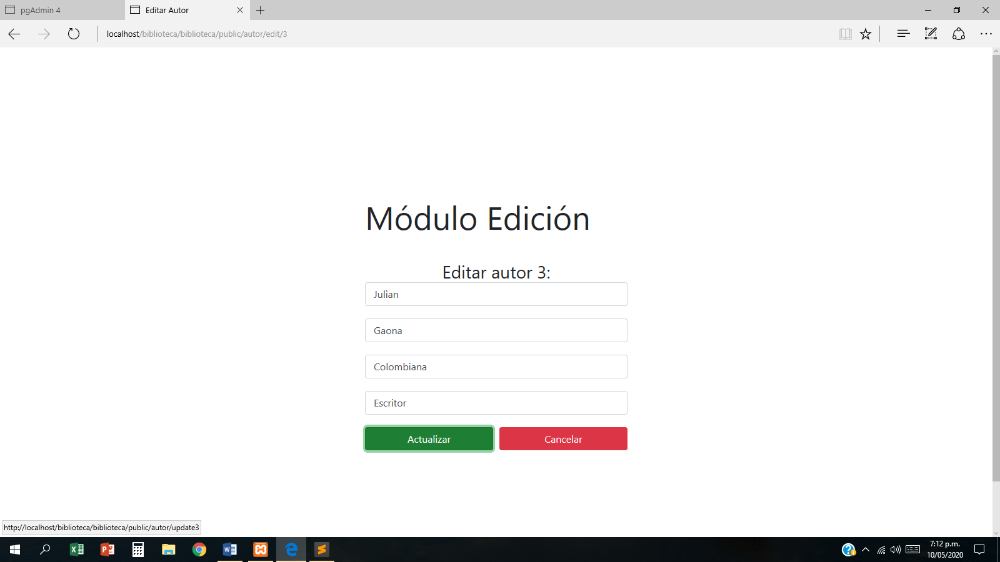 pgAdmin 4
Editar Autor
localhost/biblioteca/biblioteca/public/autor/edit/3
Módulo Edición
Editar autor 3:
Julian
Gaona
Colombiana
Escritor
Actualizar
Cancelar
http://localhost/biblioteca/biblioteca/public/autor/update3
7:12 p.m.
10/05/2020